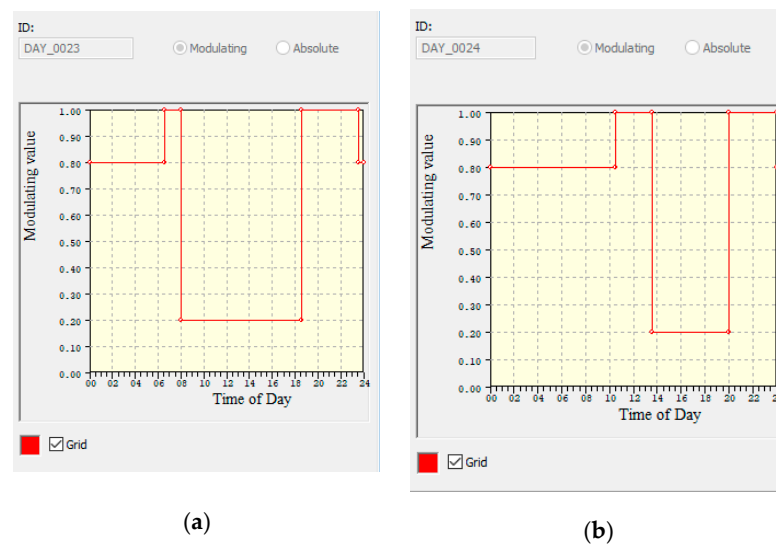 ID:
DAY_0023
Modulating
Absolute
Modulating value
1.00
0.90
0.80
0.70
0.60
0.50
0.40
0.30
0.20
0.10
0.00
00 02 04 06 08 10 12 14 16 18 20 22 24
Time of Day
Grid
(a)
ID:
DAY_0024
Modulating
Absolute
Modulating value
1.00
0.90
0.80
0.70
0.60
0.50
0.40
0.30
0.20
0.10
0.00
00 02 04 06 08 10 12 14 16 18 20 22
Time of Day
Grid
(b)